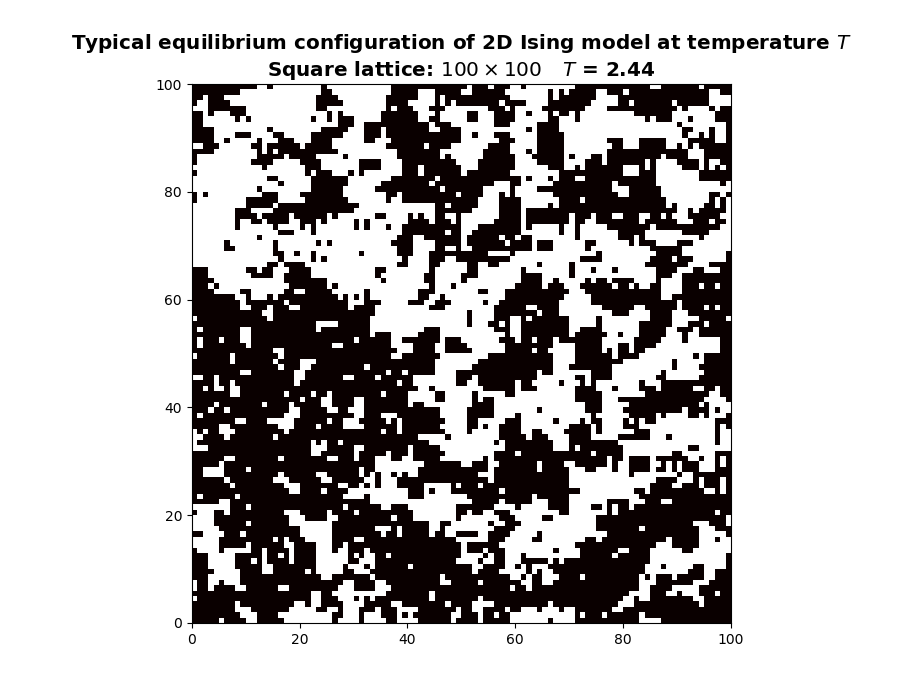 Typical equilibrium configuration of 2D Ising model at temperature T
Square lattice: 100 × 100 T = 2.44
100
80
60
40
20
0
0 20 40 60 80 100